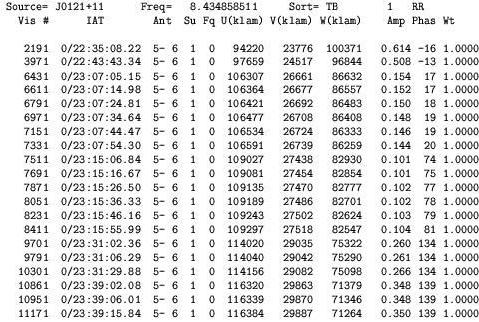 Source= J0121+11 Freq= 8.434858511 Sort= TB 1 RR
Vis # IAT Ant Su Fq U(klam) V(klam) W(klam) Amp Phas Wt
2191 0/22:35:08.22 5- 6 1 0 94220 23776 100371 0.614 -16 1.0000
3971 0/22:43:43.34 5- 6 1 0 97659 24517 96844 0.508 -13 1.0000
6431 0/23:07:05.15 5- 6 1 0 106307 26661 86632 0.154 17 1.0000
6611 0/23:07:14.98 5- 6 1 0 106364 26677 86557 0.152 17 1.0000
6791 0/23:07:24.81 5- 6 1 0 106421 26692 86483 0.150 18 1.0000
6971 0/23:07:34.64 5- 6 1 0 106477 26708 86408 0.148 19 1.0000
7151 0/23:07:44.47 5- 6 1 0 106534 26724 86333 0.146 19 1.0000
7331 0/23:07:54.30 5- 6 1 0 106591 26739 86259 0.144 20 1.0000
7511 0/23:15:06.84 5- 6 1 0 109027 27438 82930 0.101 74 1.0000
7691 0/23:15:16.67 5- 6 1 0 109081 27454 82854 0.101 75 1.0000
7871 0/23:15:26.50 5- 6 1 0 109135 27470 82777 0.102 77 1.0000
8051 0/23:15:36.33 5- 6 1 0 109189 27486 82701 0.102 78 1.0000
8231 0/23:15:46.16 5- 6 1 0 109243 27502 82624 0.103 79 1.0000
8411 0/23:15:55.99 5- 6 1 0 109297 27518 82547 0.104 81 1.0000
9701 0/23:31:02.36 5- 6 1 0 114020 29035 75322 0.260 134 1.0000
9791 0/23:31:06.29 5- 6 1 0 114040 29042 75290 0.261 134 1.0000
10301 0/23:31:29.88 5- 6 1 0 114156 29082 75098 0.266 134 1.0000
10861 0/23:39:02.08 5- 6 1 0 116320 29863 71379 0.348 139 1.0000
10951 0/23:39:06.01 5- 6 1 0 116339 29870 71346 0.348 139 1.0000
11171 0/23:39:15.84 5- 6 1 0 116384 29887 71264 0.350 139 1.0000